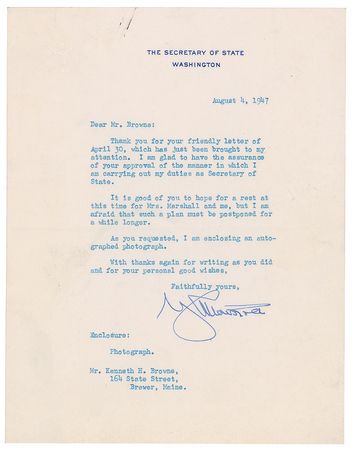 THE SECRETARY OF STATE
WASHINGTON
August 4, 1947
Dear Mr. Browne:
Thank you for your friendly letter of
April 30, which has just been brought to my
attention. I am glad to have the assurance
of your approval of the manner in which I
am carrying out my duties as Secretary of
State.
It is good of you to hope for a rest at
this time for Mrs. Marshall and me, but I am
afraid that such a plan must be postponed for
a while longer.
As you requested, I am enclosing an auto-
graphed photograph.
With thanks again for writing as you did
and for your personal good wishes,
Faithfully yours,
Enclosure:
Photograph.
Mr. Kenneth H. Browne,
164 State Street,
Brewer, Maine.